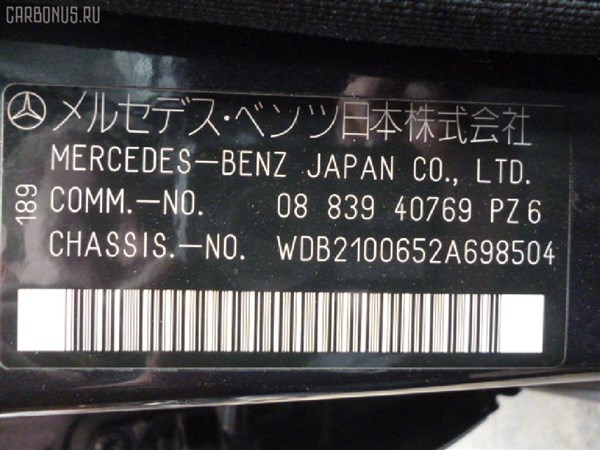 CARBONUS.RU
メルセデス・ベンツ日本株式会社
MERCEDES-BENZ JAPAN CO., LTD.
189
COMM.-NO. 08 839 40769 PZ6
CHASSIS.-NO. WDB2100652A698504